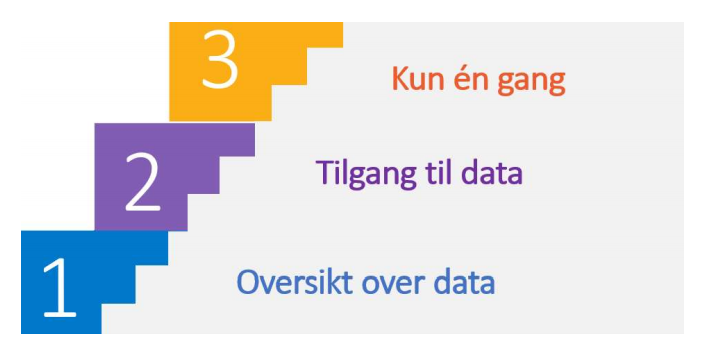 3
Kun én gang
2
Tilgang til data
1
Oversikt over data